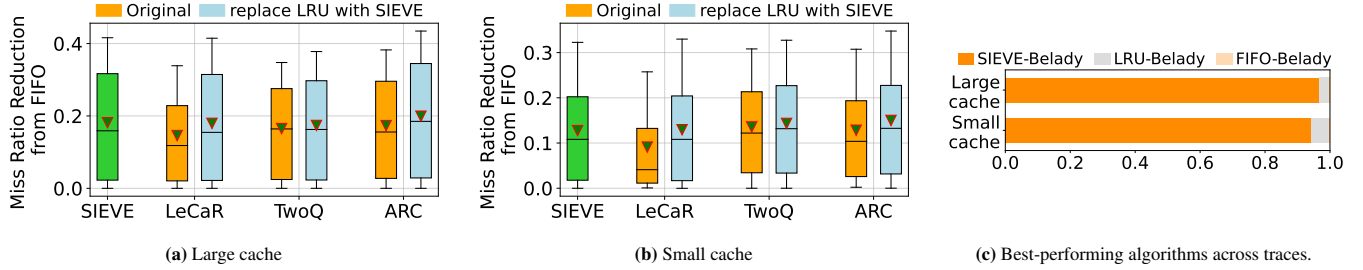 Original replace LRU with SIEVE
Miss Ratio Reduction
from FIFO
0.4
0.2
0.0
SIEVE LeCaR TwoQ ARC
(a) Large cache
Original replace LRU with SIEVE
Miss Ratio Reduction
from FIFO
0.3
0.2
0.1
0.0
SIEVE LeCaR TwoQ ARC
(b) Small cache
SIEVE-Belady LRU-Belady FIFO-Belady
Large
cache
Small
cache
0.0 0.2 0.4 0.6 0.8 1.0
(c) Best-performing algorithms across traces.